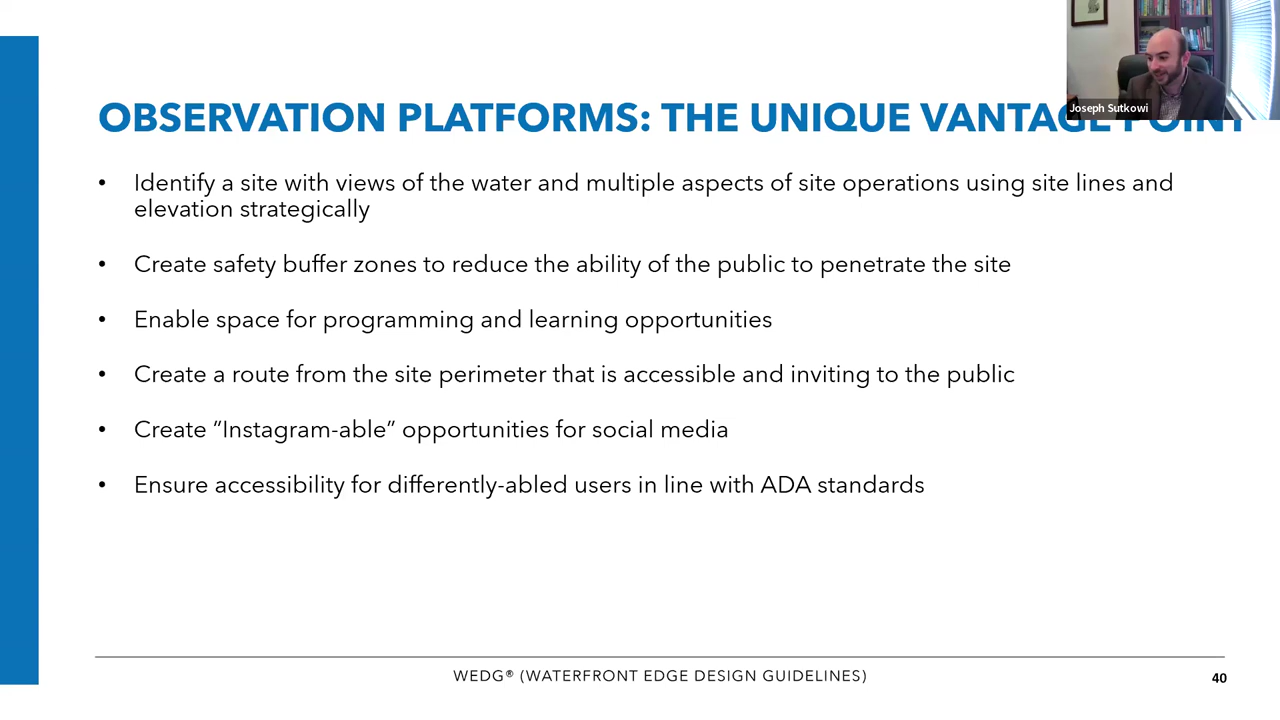 Joseph Sutkowi
OBSERVATION PLATFORMS: THE UNIQUE VANTAGE POINT
• Identify a site with views of the water and multiple aspects of site operations using site lines and
elevation strategically
• Create safety buffer zones to reduce the ability of the public to penetrate the site
• Enable space for programming and learning opportunities
• Create a route from the site perimeter that is accessible and inviting to the public
• Create “Instagram-able” opportunities for social media
• Ensure accessibility for differently-abled users in line with ADA standards
WEDG® (WATERFRONT EDGE DESIGN GUIDELINES)
40